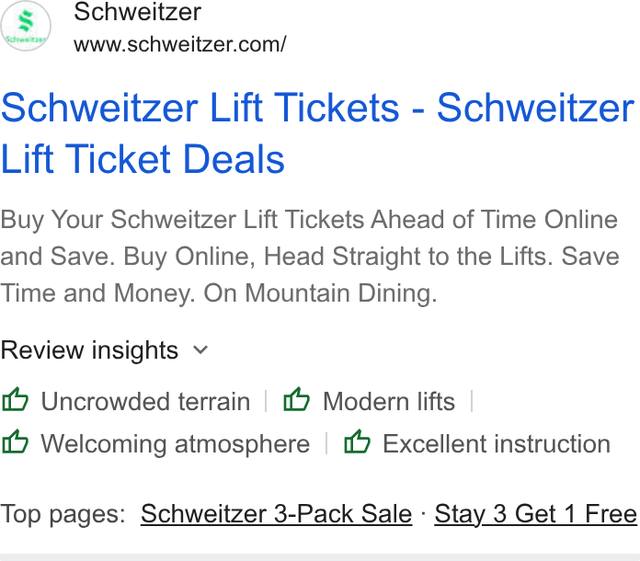 Schweitzer
Schweitzer
www.schweitzer.com/
Schweitzer Lift Tickets - Schweitzer
Lift Ticket Deals
Buy Your Schweitzer Lift Tickets Ahead of Time Online
and Save. Buy Online, Head Straight to the Lifts. Save
Time and Money. On Mountain Dining.
Review insights
Uncrowded terrain | Modern lifts |
Welcoming atmosphere | Excellent instruction
Top pages: Schweitzer 3-Pack Sale · Stay 3 Get 1 Free